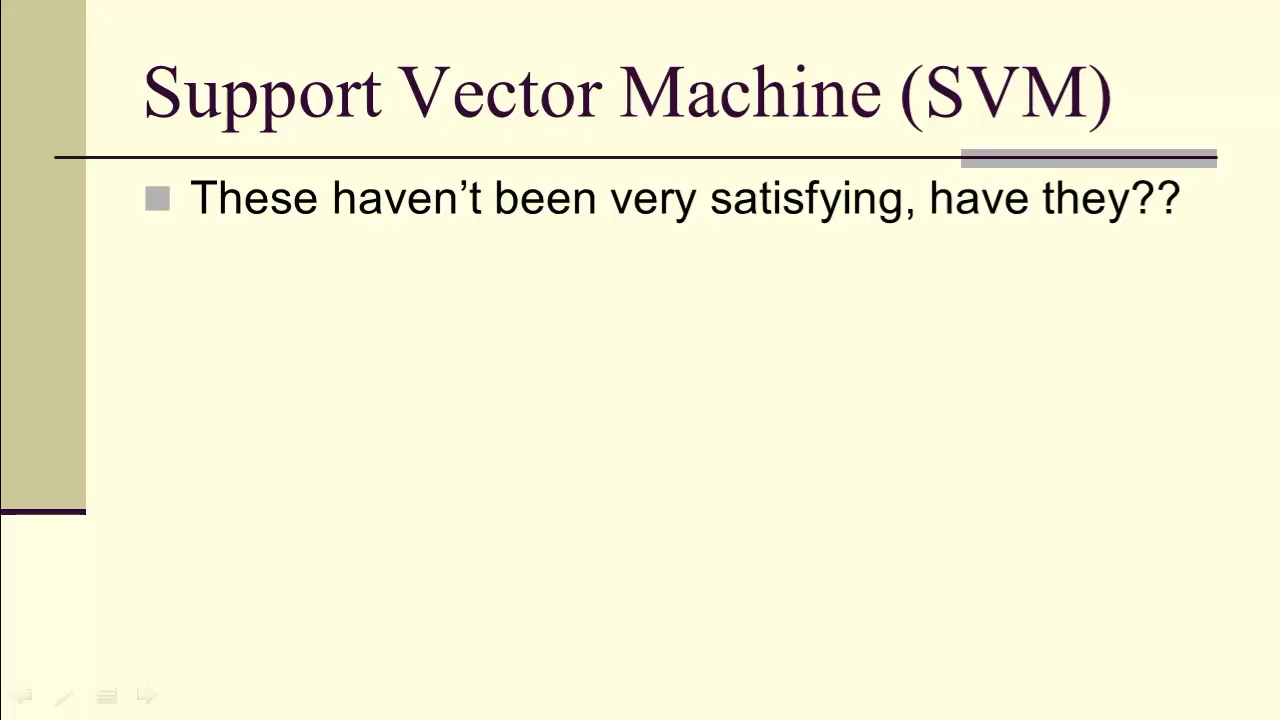 Support Vector Machine (SVM)
These haven’t been very satisfying, have they??